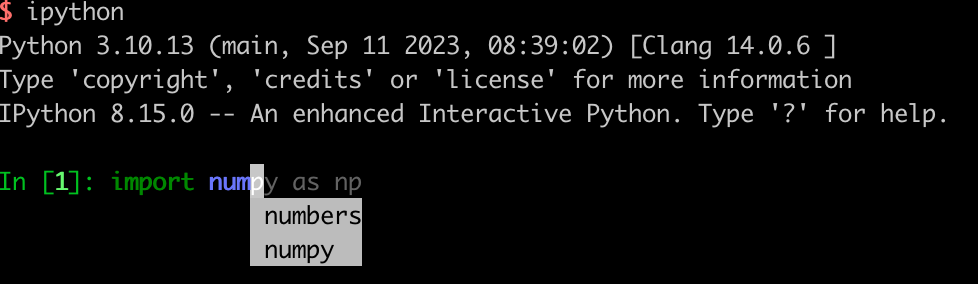 $ ipython
Python 3.10.13 (main, Sep 11 2023, 08:39:02) [Clang 14.0.6 ]
Type 'copyright', 'credits' or 'license' for more information
IPython 8.15.0 -- An enhanced Interactive Python. Type '?' for help.
In [1]: import numpy as np
numbers
numpy